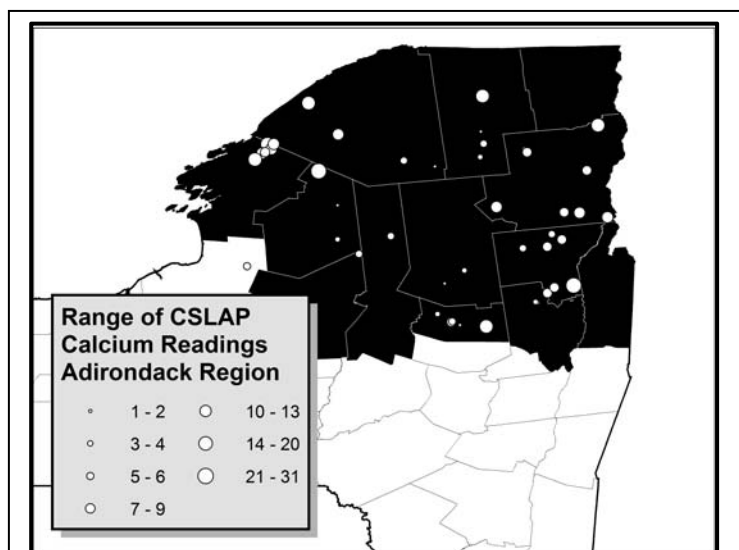 Range of CSLAP
Calcium Readings
Adirondack Region
1 - 2
3 - 4
5 - 6
7 - 9
10 - 13
14 - 20
21 - 31